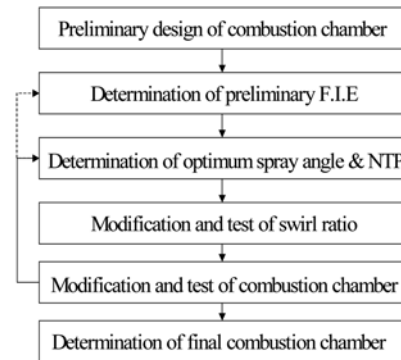 Preliminary design of combustion chamber
Determination of preliminary F.I.E
Determination of optimum spray angle & NTP
Modification and test of swirl ratio
Modification and test of combustion chamber
Determination of final combustion chamber